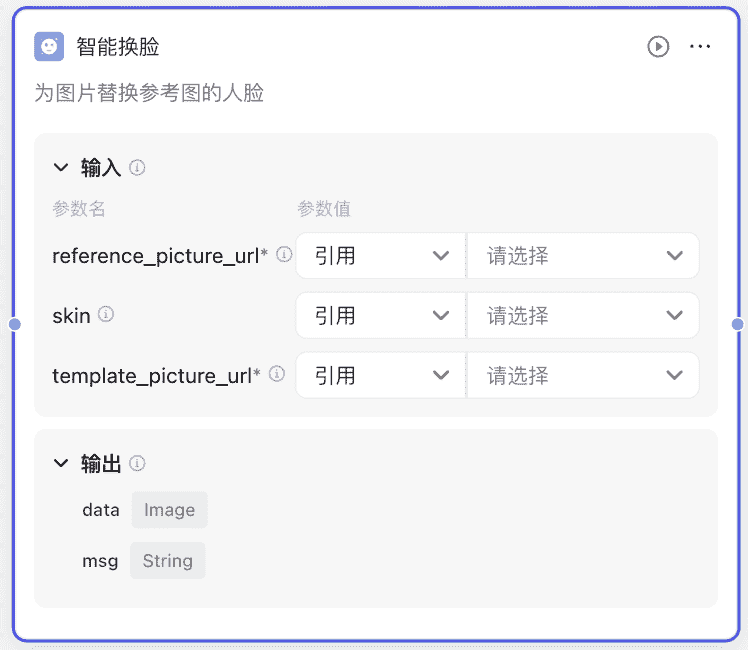 智能换脸
为图片替换参考图的人脸
输入
参数名 参数值
reference_picture_url* 引用 请选择
skin 引用 请选择
template_picture_url* 引用 请选择
输出
data Image
msg String